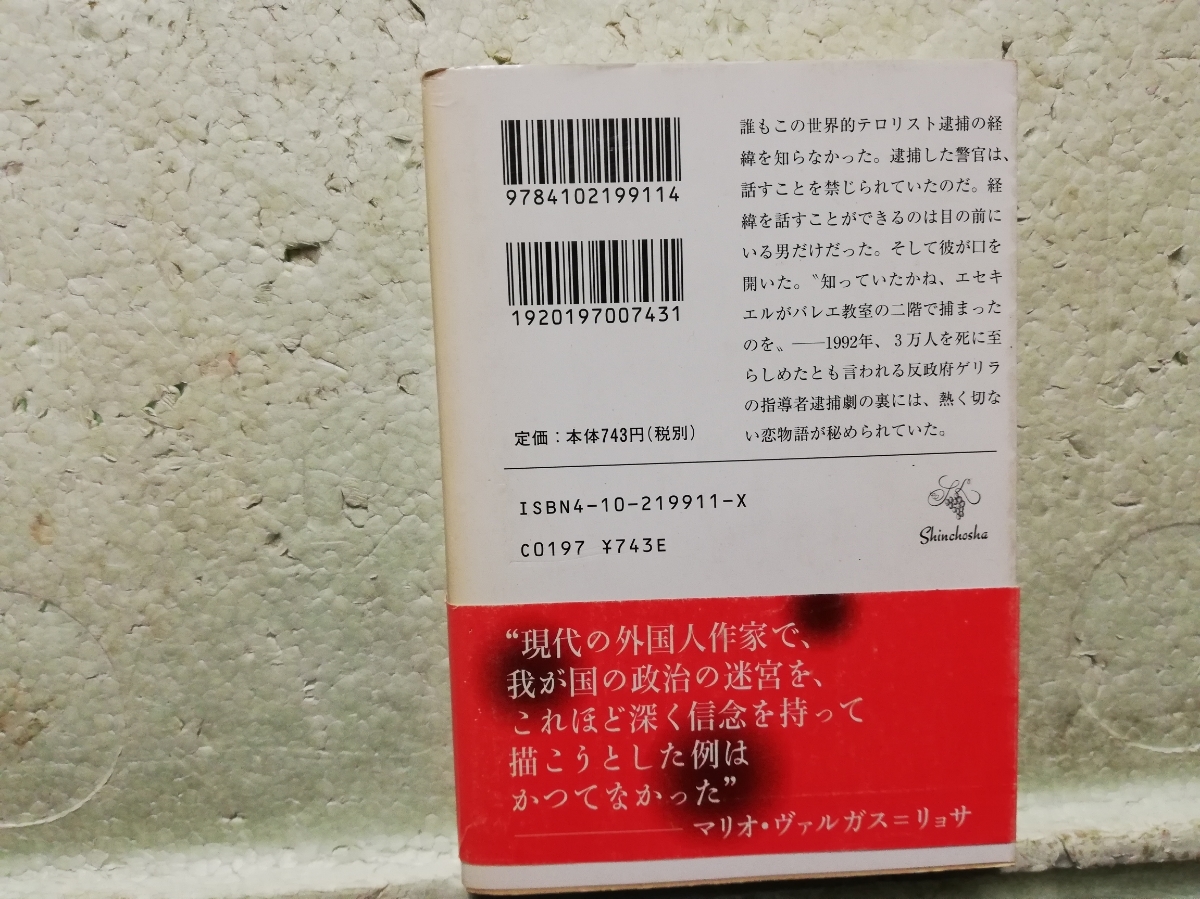 9784102199114
1920197007431
定価：本体743円(税別)
誰もこの世界的テロリスト逮捕の経
緯を知らなかった。逮捕した警官は、
話すことを禁じられていたのだ。経
緯を話すことができるのは目の前に
いる男だけだった。そして彼が口を
開いた。〝知っていたかね、エセキ
エルがバレエ教室の二階で捕まった
のを〟――1992年、3万人を死に至
らしめたとも言われる反政府ゲリラ
の指導者逮捕劇の裏には、熱く切な
い恋物語が秘められていた。
ISBN4-10-219911-X
C0197 ¥743E
Shinchosha
“現代の外国人作家で、
我が国の政治の迷宮を、
これほど深く信念を持って
描こうとした例は
かつてなかった”
――マリオ・ヴァルガス＝リョサ